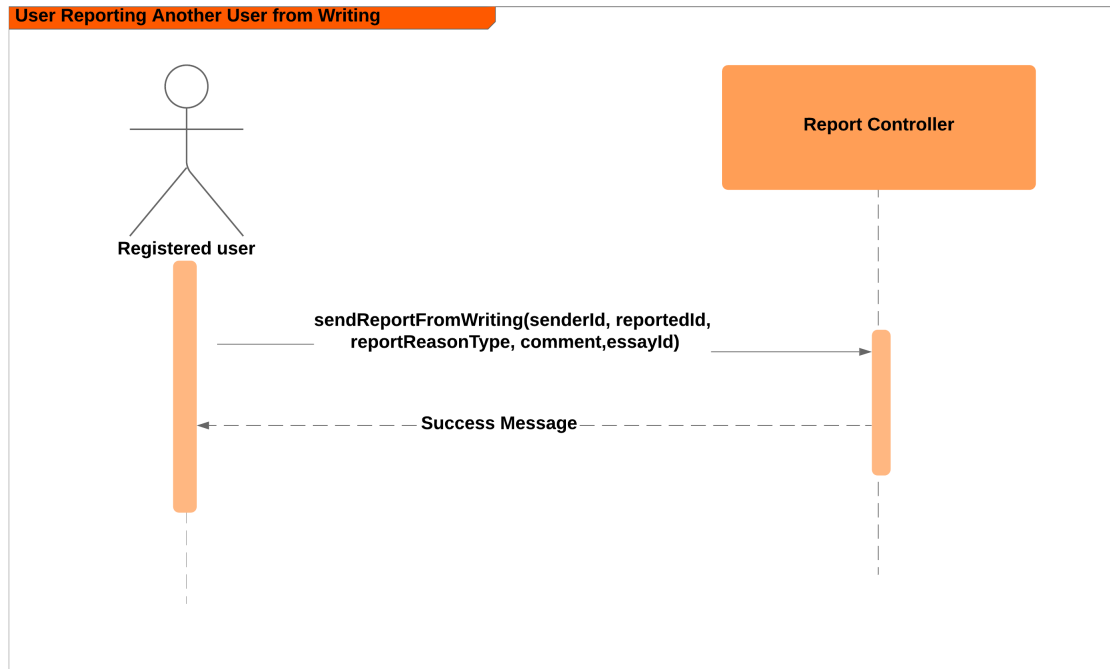 User Reporting Another User from Writing
Report Controller
Registered user
sendReportFromWriting(senderId, reportedId,
reportReasonType, comment,essayId)
Success Message